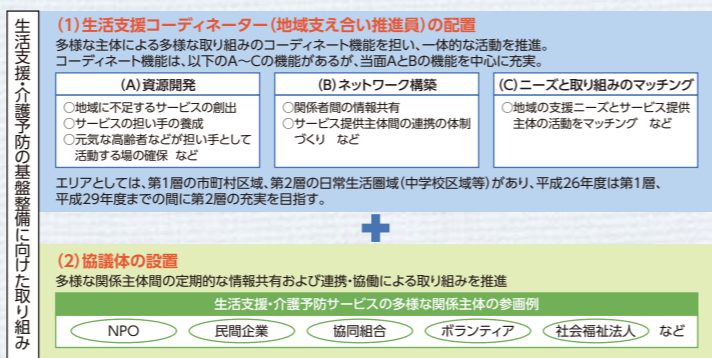 生活支援・介護予防の基盤整備に向けた取り組み
(1)生活支援コーディネーター(地域支え合い推進員)の配置
多様な主体による多様な取り組みのコーディネート機能を担い、一体的な活動を推進。
コーディネート機能は、以下のA〜Cの機能があるが、当面AとBの機能を中心に充実。
(A)資源開発
○地域に不足するサービスの創出
○サービスの担い手の養成
○元気な高齢者などが担い手として
活動する場の確保 など
(B)ネットワーク構築
○関係者間の情報共有
○サービス提供主体間の連携の体制
づくり など
(C)ニーズと取り組みのマッチング
○地域の支援ニーズとサービス提供
主体の活動をマッチング など
エリアとしては、第1層の市町村区域、第2層の日常生活圏域(中学校区域等)があり、平成26年度は第1層、
平成29年度までの間に第2層の充実を目指す。
(2)協議体の設置
多様な関係主体間の定期的な情報共有および連携・協働による取り組みを推進
生活支援・介護予防サービスの多様な関係主体の参画例
NPO 民間企業 協同組合 ボランティア 社会福祉法人 など